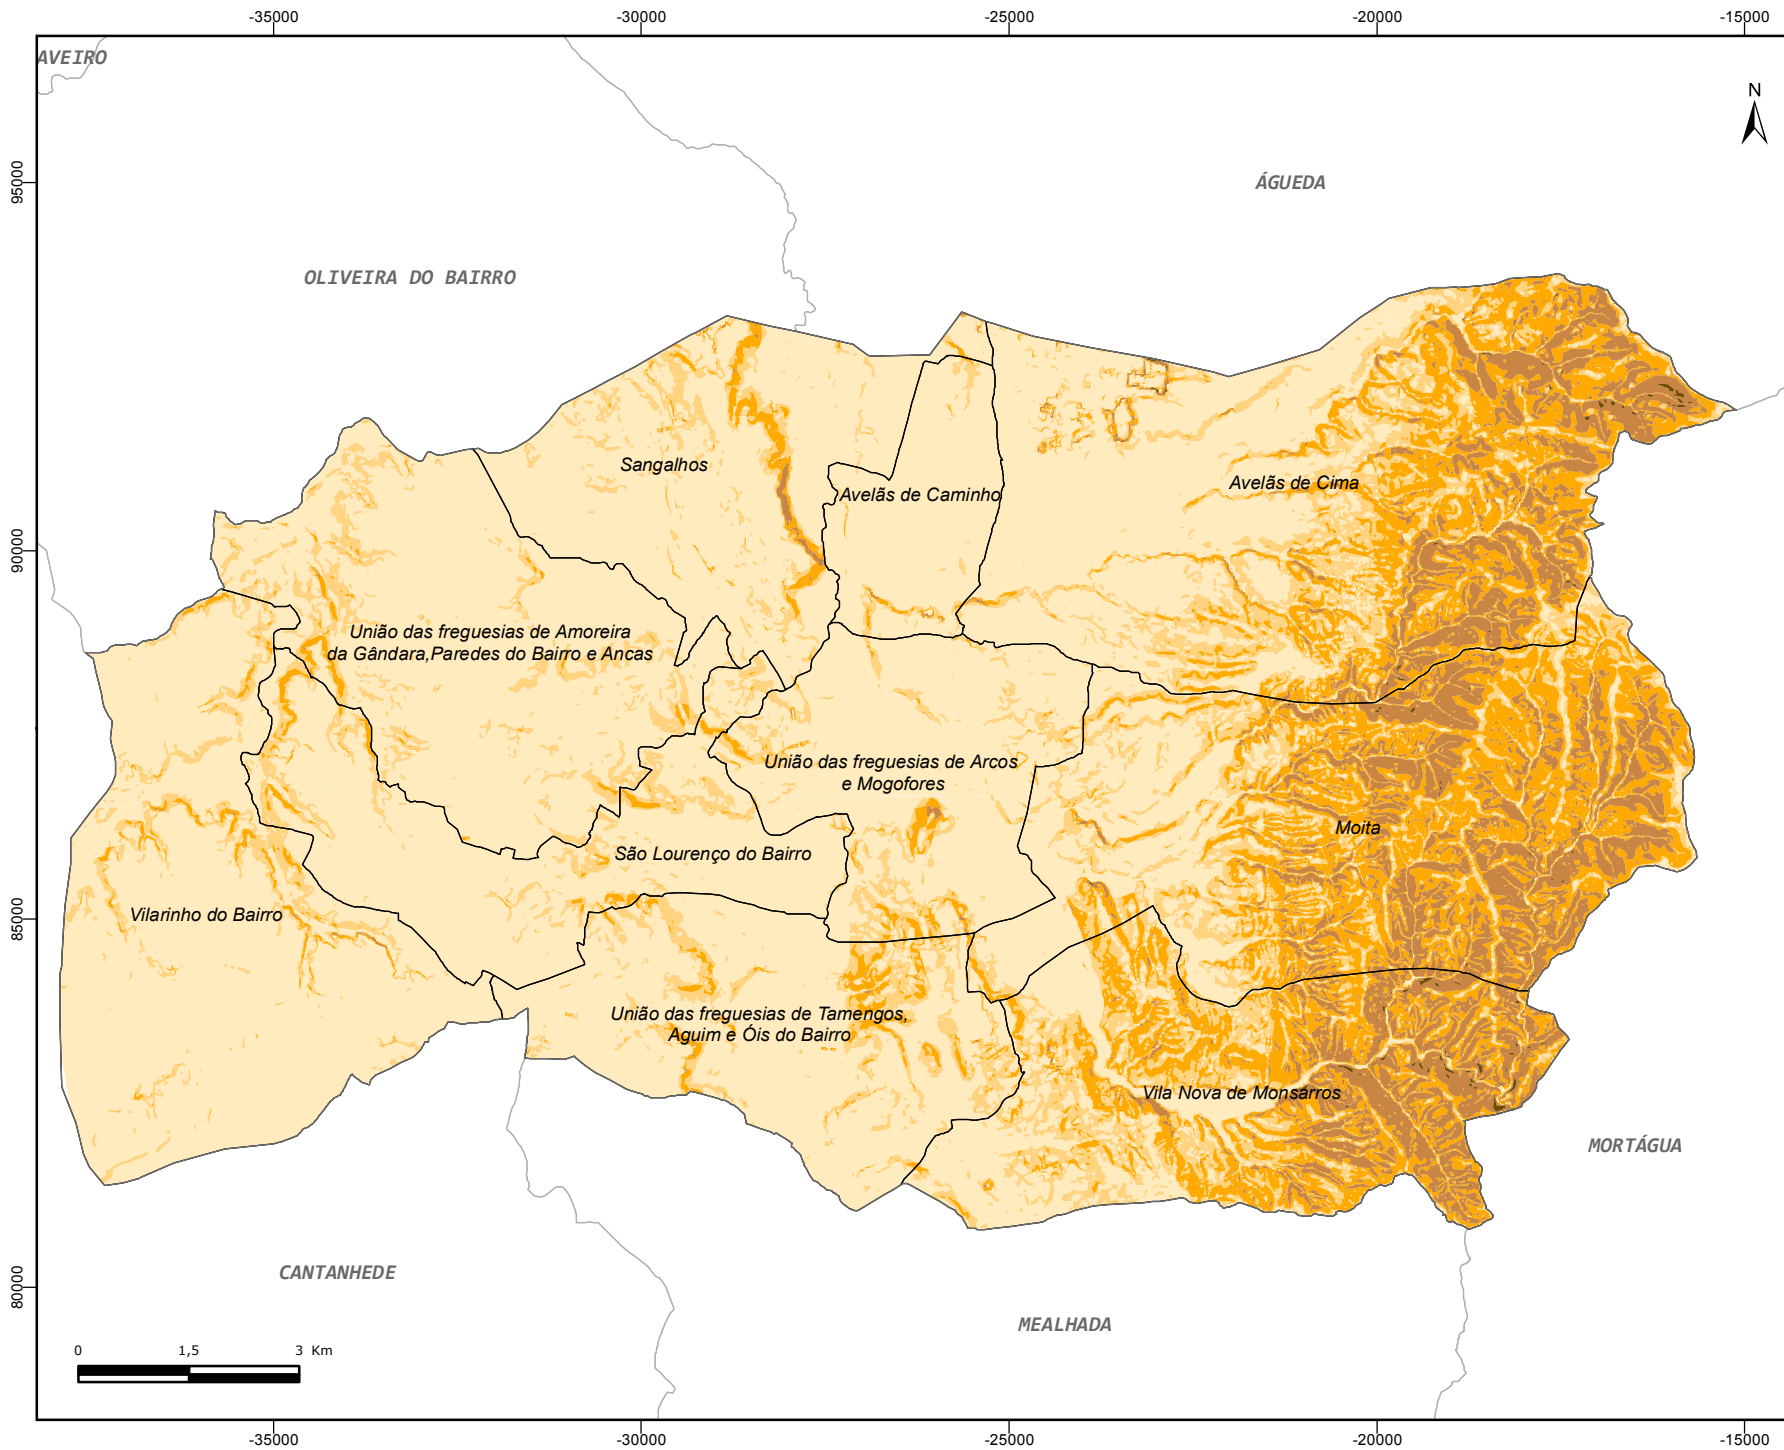 -35000
-30000
-25000
-20000
-15000
AVEIRO
N
95000
ÁGUEDA
OLIVEIRA DO BAIRRO
Sangalhos
Avelãs de Caminho
Avelãs de Cima
90000
União das freguesias de Amoreira
da Gândara,Paredes do Bairro e Ancas
União das freguesias de Arcos
e Mogofores
Moita
São Lourenço do Bairro
Vilarinho do Bairro
85000
União das freguesias de Tamengos,
Aguim e Óis do Bairro
Vila Nova de Monsarros
MORTÁGUA
CANTANHEDE
80000
MEALHADA
0
1,5
3 Km
-35000
-30000
-25000
-20000
-15000